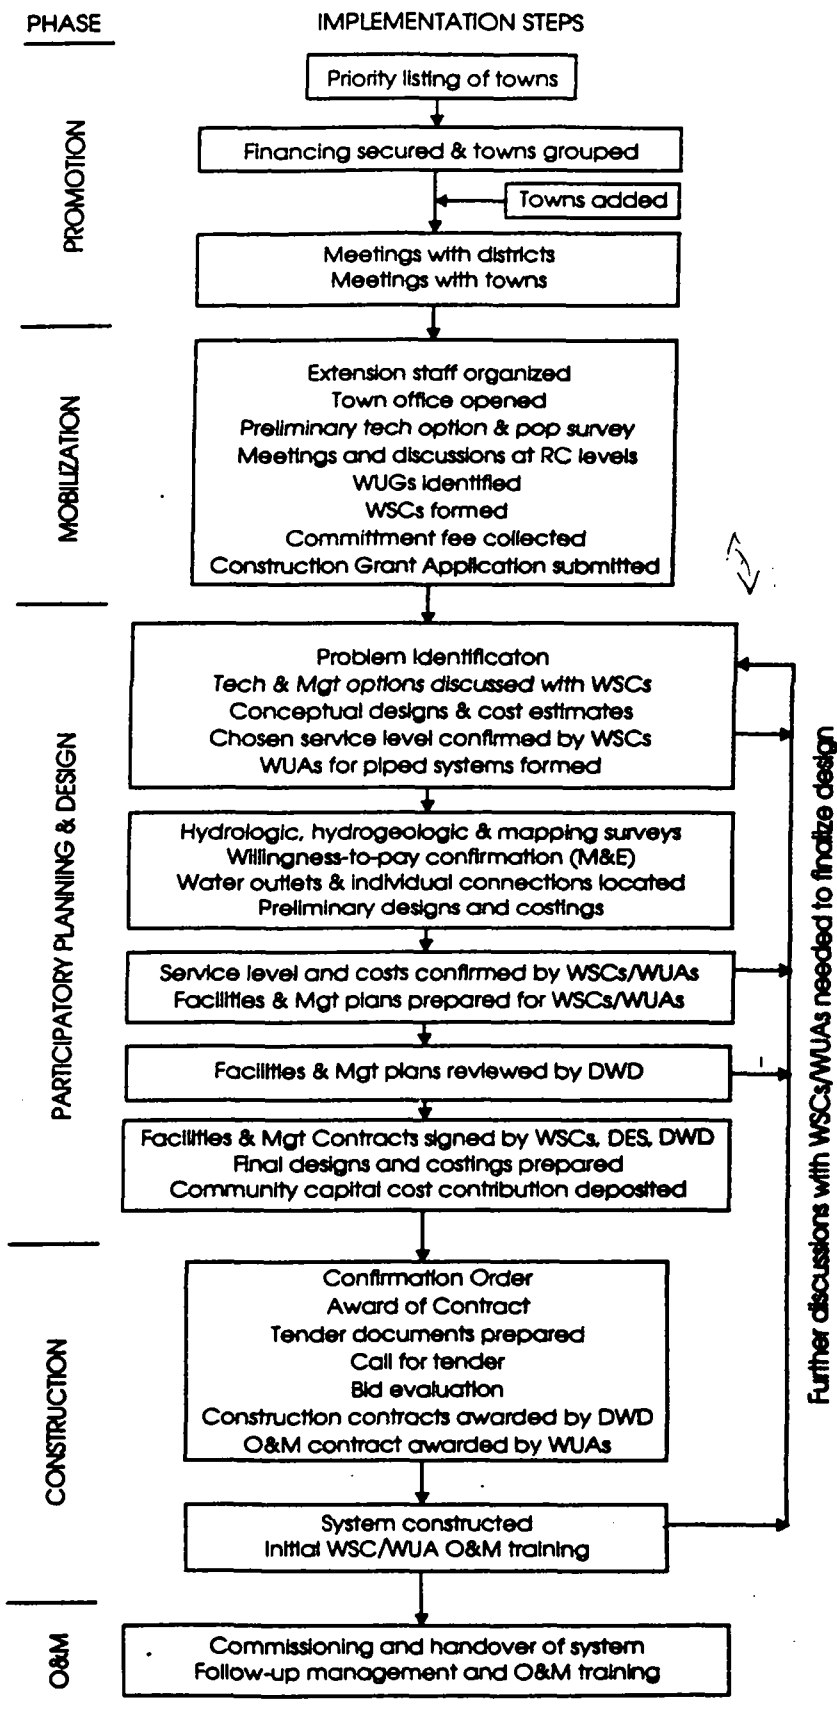 PHASE
IMPLEMENTATION STEPS
PROMOTION
Priority listing of towns
Financing secured & towns grouped
Towns added
Meetings with districts
Meetings with towns
MOBILIZATION
Extension staff organized
Town office opened
Preliminary tech option & pop survey
Meetings and discussions at RC levels
WUGs identified
WSCs formed
Committment fee collected
Construction Grant Application submitted
PARTICIPATORY PLANNING & DESIGN
Problem Identificaton
Tech & Mgt options discussed with WSCs
Conceptual designs & cost estimates
Chosen service level confirmed by WSCs
WUAs for piped systems formed
Hydrologic, hydrogeologic & mapping surveys
Willingness-to-pay confirmation (M&E)
Water outlets & individual connections located
Preliminary designs and costings
Service level and costs confirmed by WSCs/WUAs
Facilities & Mgt plans prepared for WSCs/WUAs
Facilities & Mgt plans reviewed by DWD
Facilities & Mgt Contracts signed by WSCs, DES, DWD
Final designs and costings prepared
Community capital cost contribution deposited
Further discussions with WSCs/WUAs needed to finalize design
CONSTRUCTION
Confirmation Order
Award of Contract
Tender documents prepared
Call for tender
Bid evaluation
Construction contracts awarded by DWD
O&M contract awarded by WUAs
System constructed
Initial WSC/WUA O&M training
O&M
Commissioning and handover of system
Follow-up management and O&M training